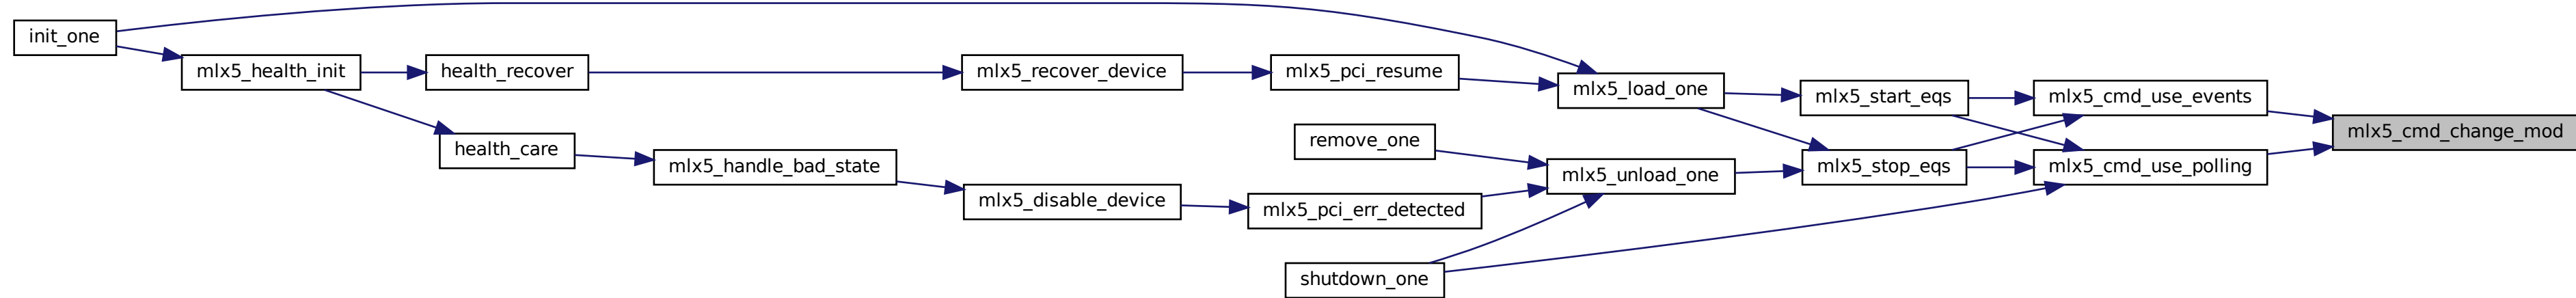 init_one
mlx5_health_init
health_recover
mlx5_recover_device
mlx5_pci_resume
mlx5_load_one
mlx5_start_eqs
mlx5_cmd_use_events
mlx5_cmd_change_mod
remove_one
health_care
mlx5_handle_bad_state
mlx5_unload_one
mlx5_stop_eqs
mlx5_cmd_use_polling
mlx5_disable_device
mlx5_pci_err_detected
shutdown_one